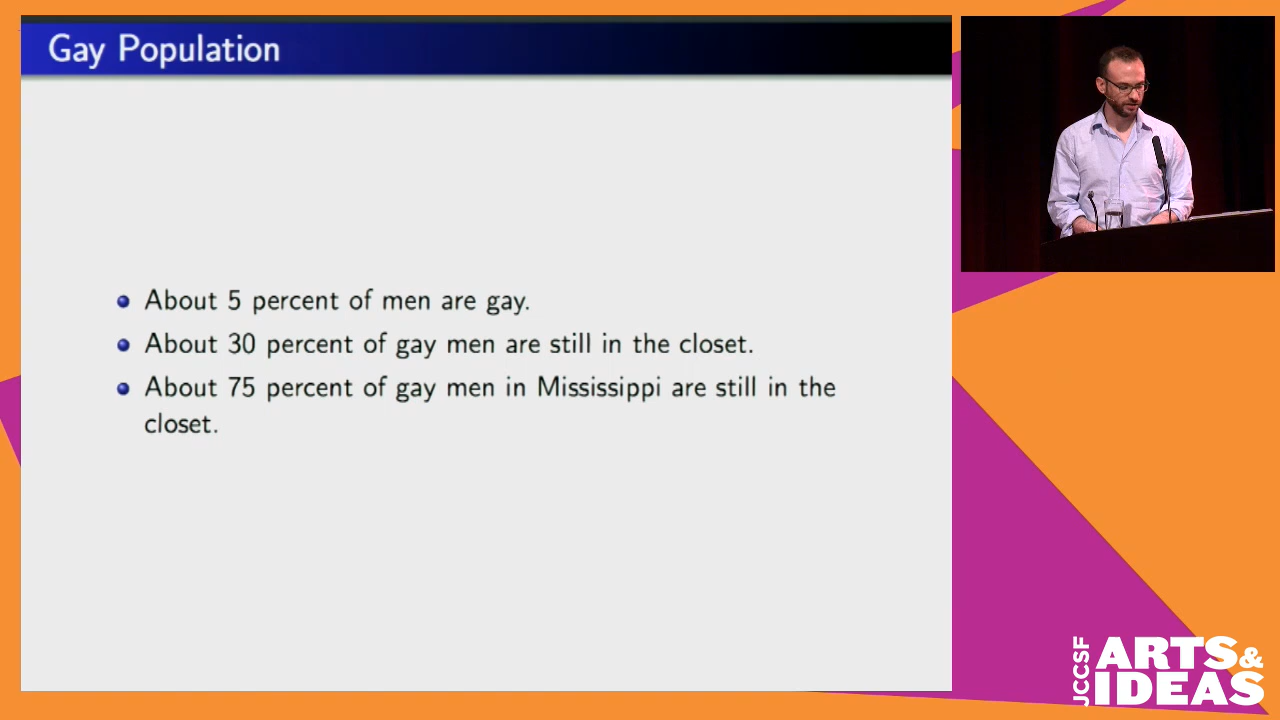 Gay Population
About 5 percent of men are gay.
About 30 percent of gay men are still in the closet.
About 75 percent of gay men in Mississippi are still in the
closet.
JCCSF
ARTS&
IDEAS